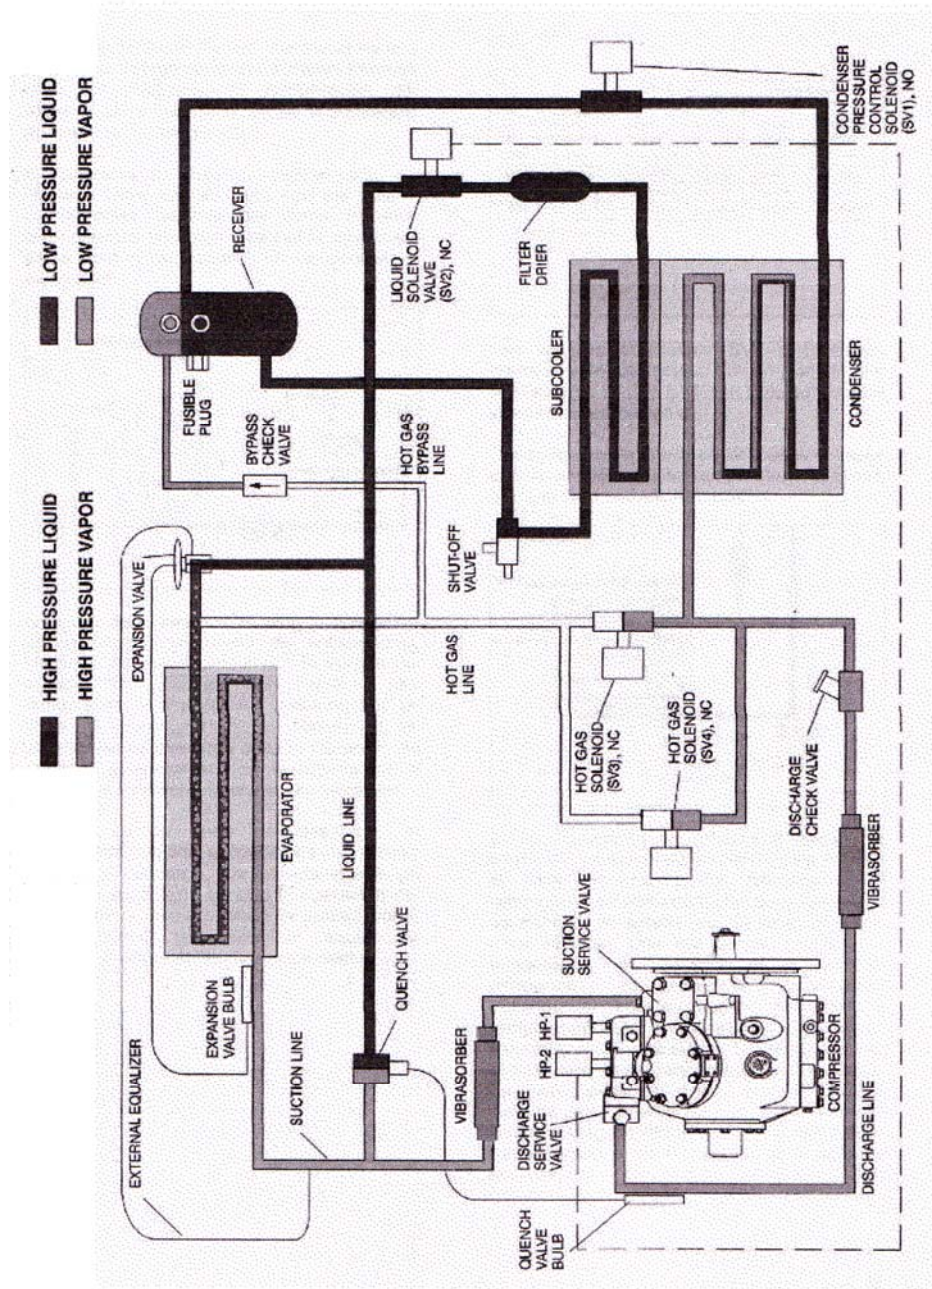 HIGH PRESSURE LIQUID
HIGH PRESSURE VAPOR
LOW PRESSURE LIQUID
LOW PRESSURE VAPOR
EXTERNAL EQUALIZER
EXPANSION
VALVE BULB
EVAPORATOR
EXPANSION VALVE
FUSIBLE
PLUG
RECEIVER
BYPASS
CHECK
VALVE
SUCTION LINE
LIQUID LINE
HOT GAS
LINE
HOT GAS
BYPASS
LINE
LIQUID
SOLENOID
VALVE
(SV2), NC
QUENCH VALVE
SHUT-OFF
VALVE
FILTER
DRIER
VIBRASORBER
SUBCOOLER
DISCHARGE
SERVICE
VALVE
HP-2
HP-1
SUCTION
SERVICE VALVE
HOT GAS
SOLENOID
(SV3), NC
HOT GAS
SOLENOID
(SV4), NC
QUENCH
VALVE
BULB
COMPRESSOR
DISCHARGE
CHECK VALVE
CONDENSER
CONDENSER
PRESSURE
CONTROL
SOLENOID
(SV1), NO
DISCHARGE LINE
VIBRASORBER